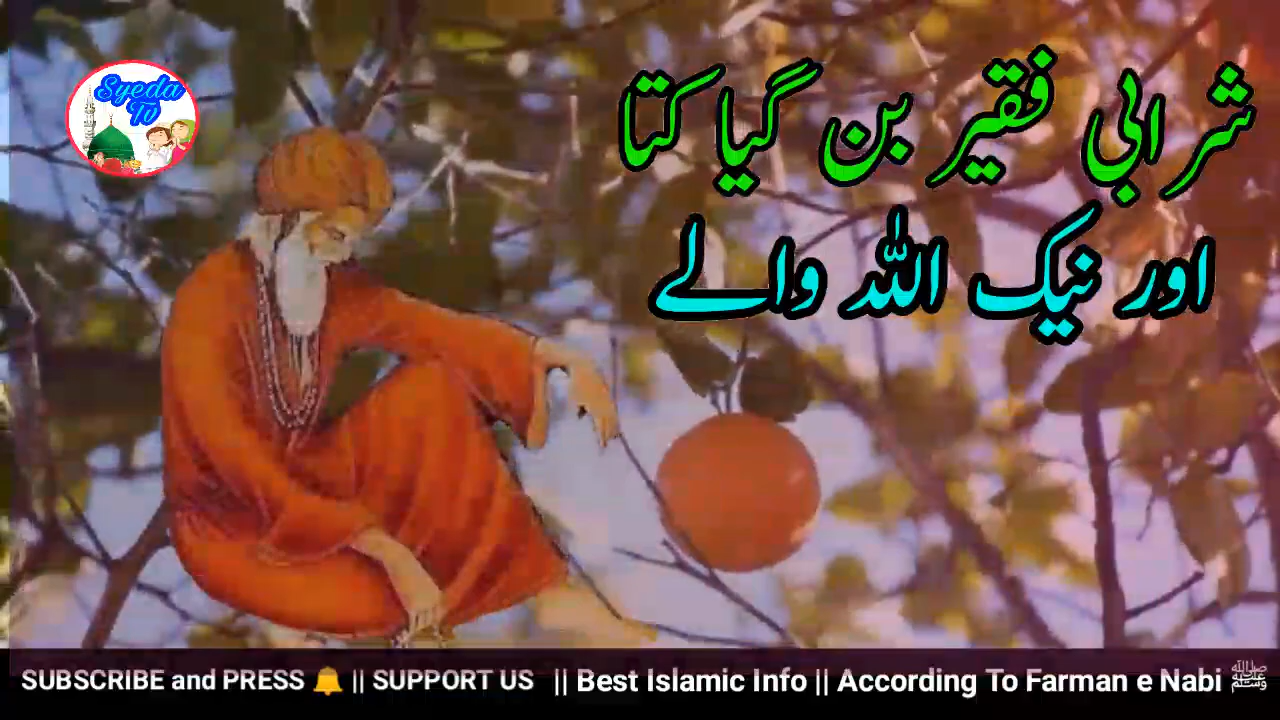 Syeda
Tv
شرابی فقیر بن گیا کتا
اور نیک اللہ والے
SUBSCRIBE and PRESS 🔔 || SUPPORT US || Best Islamic Info || According To Farman e Nabi ﷺ